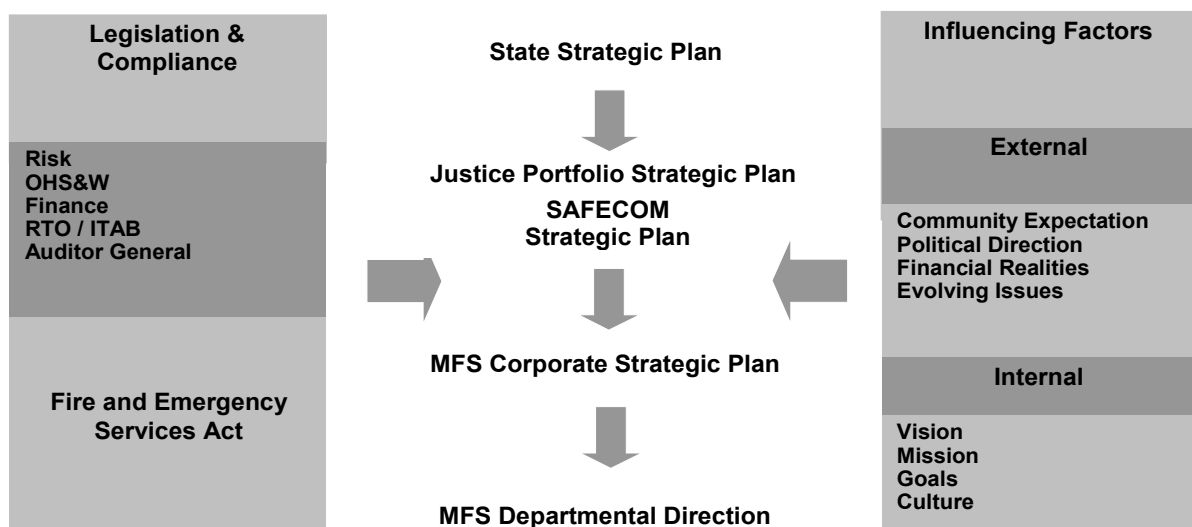 Legislation &
Compliance
Risk
OHS&W
Finance
RTO / ITAB
Auditor General
Fire and Emergency
Services Act
State Strategic Plan
Justice Portfolio Strategic Plan
SAFECOM
Strategic Plan
MFS Corporate Strategic Plan
MFS Departmental Direction
Influencing Factors
External
Community Expectation
Political Direction
Financial Realities
Evolving Issues
Internal
Vision
Mission
Goals
Culture